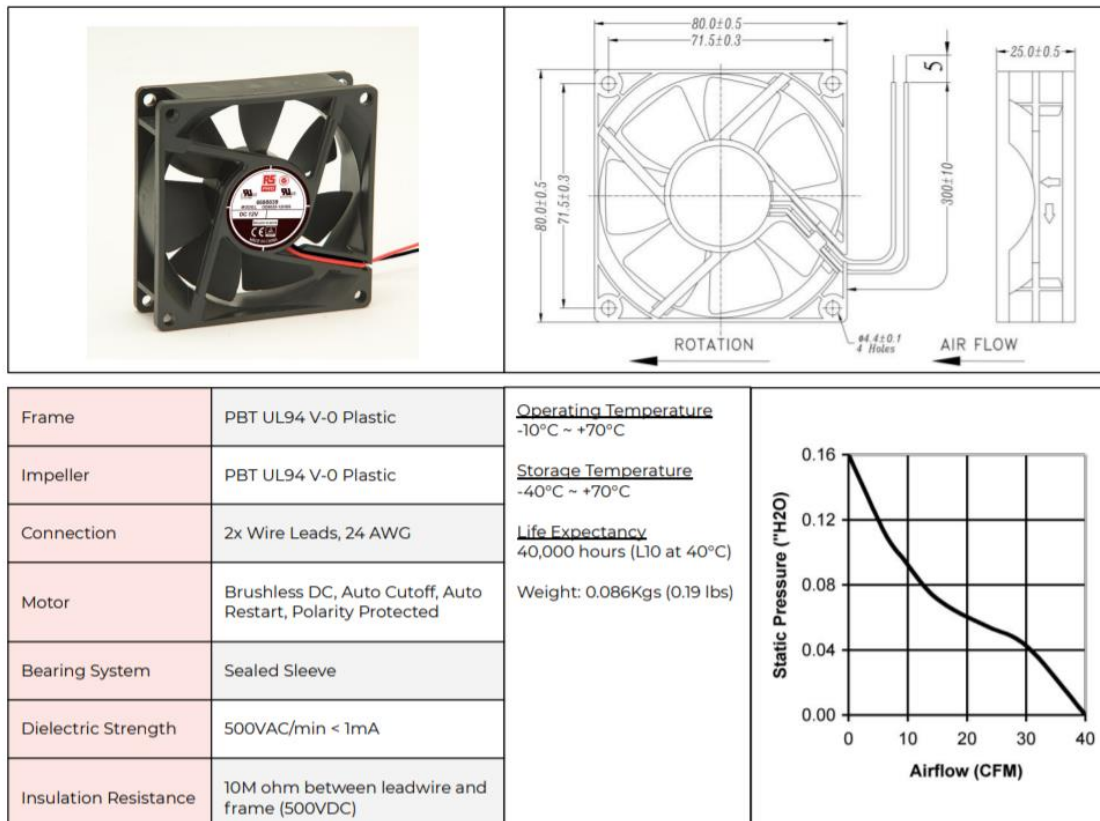 RS
PRO
DC 12V
CE
80.0±0.5
71.5±0.3
5
25.0±0.5
80.0±0.5
71.5±0.3
300±10
ø4.4±0.1
4 Holes
ROTATION
AIR FLOW
Frame
PBT UL94 V-0 Plastic
Impeller
PBT UL94 V-0 Plastic
Connection
2x Wire Leads, 24 AWG
Motor
Brushless DC, Auto Cutoff, Auto
Restart, Polarity Protected
Bearing System
Sealed Sleeve
Dielectric Strength
500VAC/min < 1mA
Insulation Resistance
10M ohm between leadwire and
frame (500VDC)
Operating Temperature
-10°C ~ +70°C
Storage Temperature
-40°C ~ +70°C
Life Expectancy
40,000 hours (L10 at 40°C)
Weight: 0.086Kgs (0.19 lbs)
Static Pressure ("H2O)
0.16
0.12
0.08
0.04
0.00
0 10 20 30 40
Airflow (CFM)